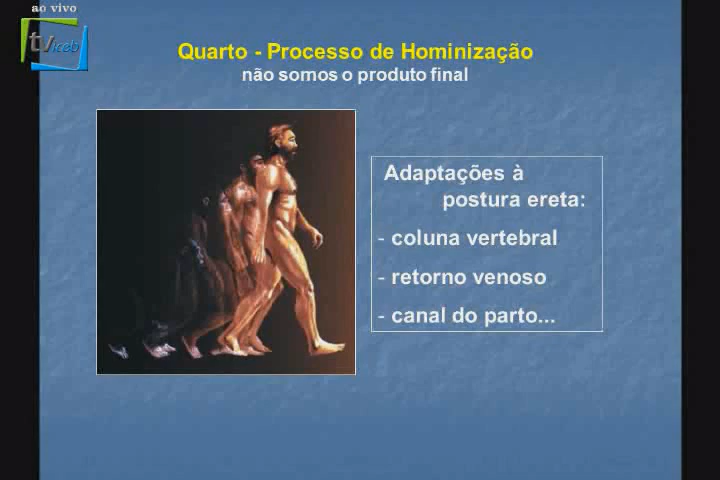 ao vivo
tv iceb
Quarto - Processo de Hominização
não somos o produto final
Adaptações à
postura ereta:
- coluna vertebral
- retorno venoso
- canal do parto...